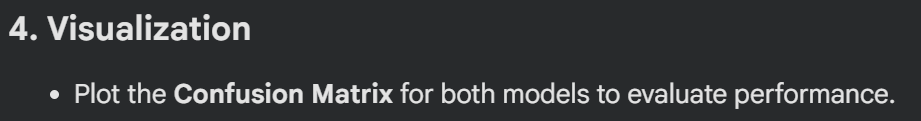 4. Visualization
• Plot the Confusion Matrix for both models to evaluate performance.